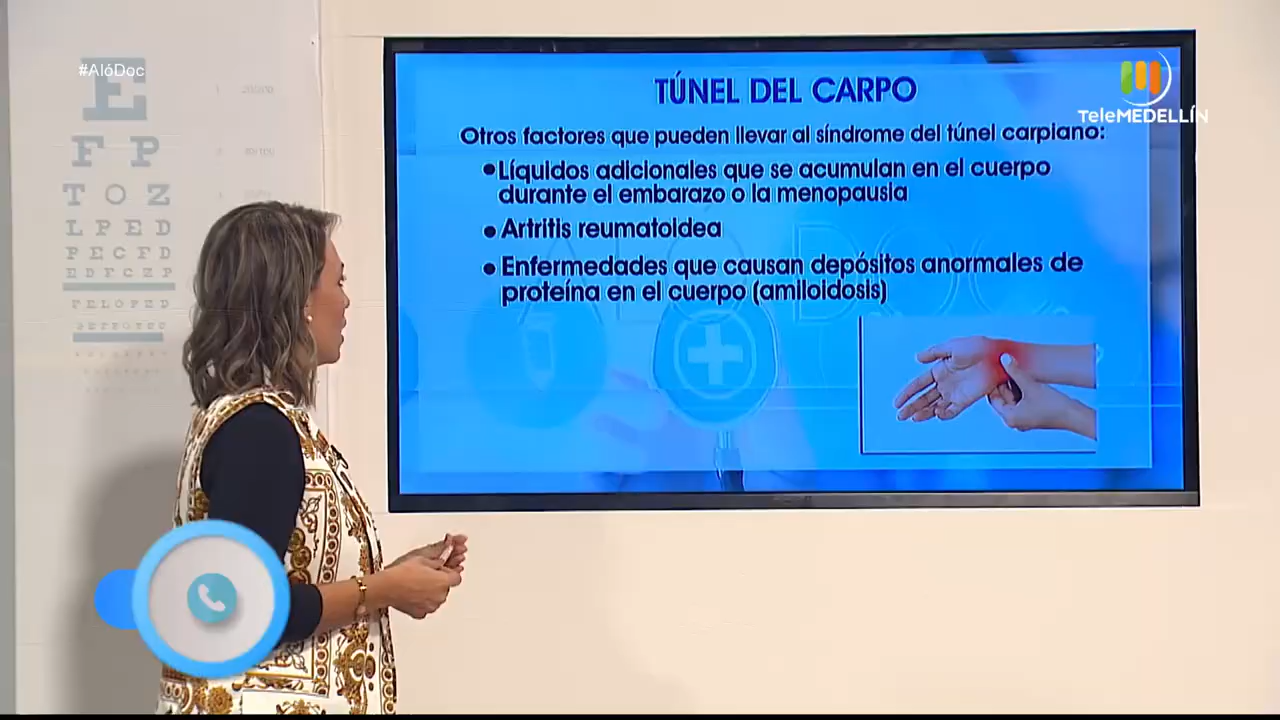 #AlóDoc
E
F P
T O Z
L P E D
P E C F D
E D F C Z P
F E L O P Z D
TÚNEL DEL CARPO
TeleMEDELLÍN
Otros factores que pueden llevar al síndrome del túnel carpiano:
•Líquidos adicionales que se acumulan en el cuerpo
durante el embarazo o la menopausia
• Artritis reumatoidea
• Enfermedades que causan depósitos anormales de
proteína en el cuerpo (amiloidosis)
ALÓ DOC